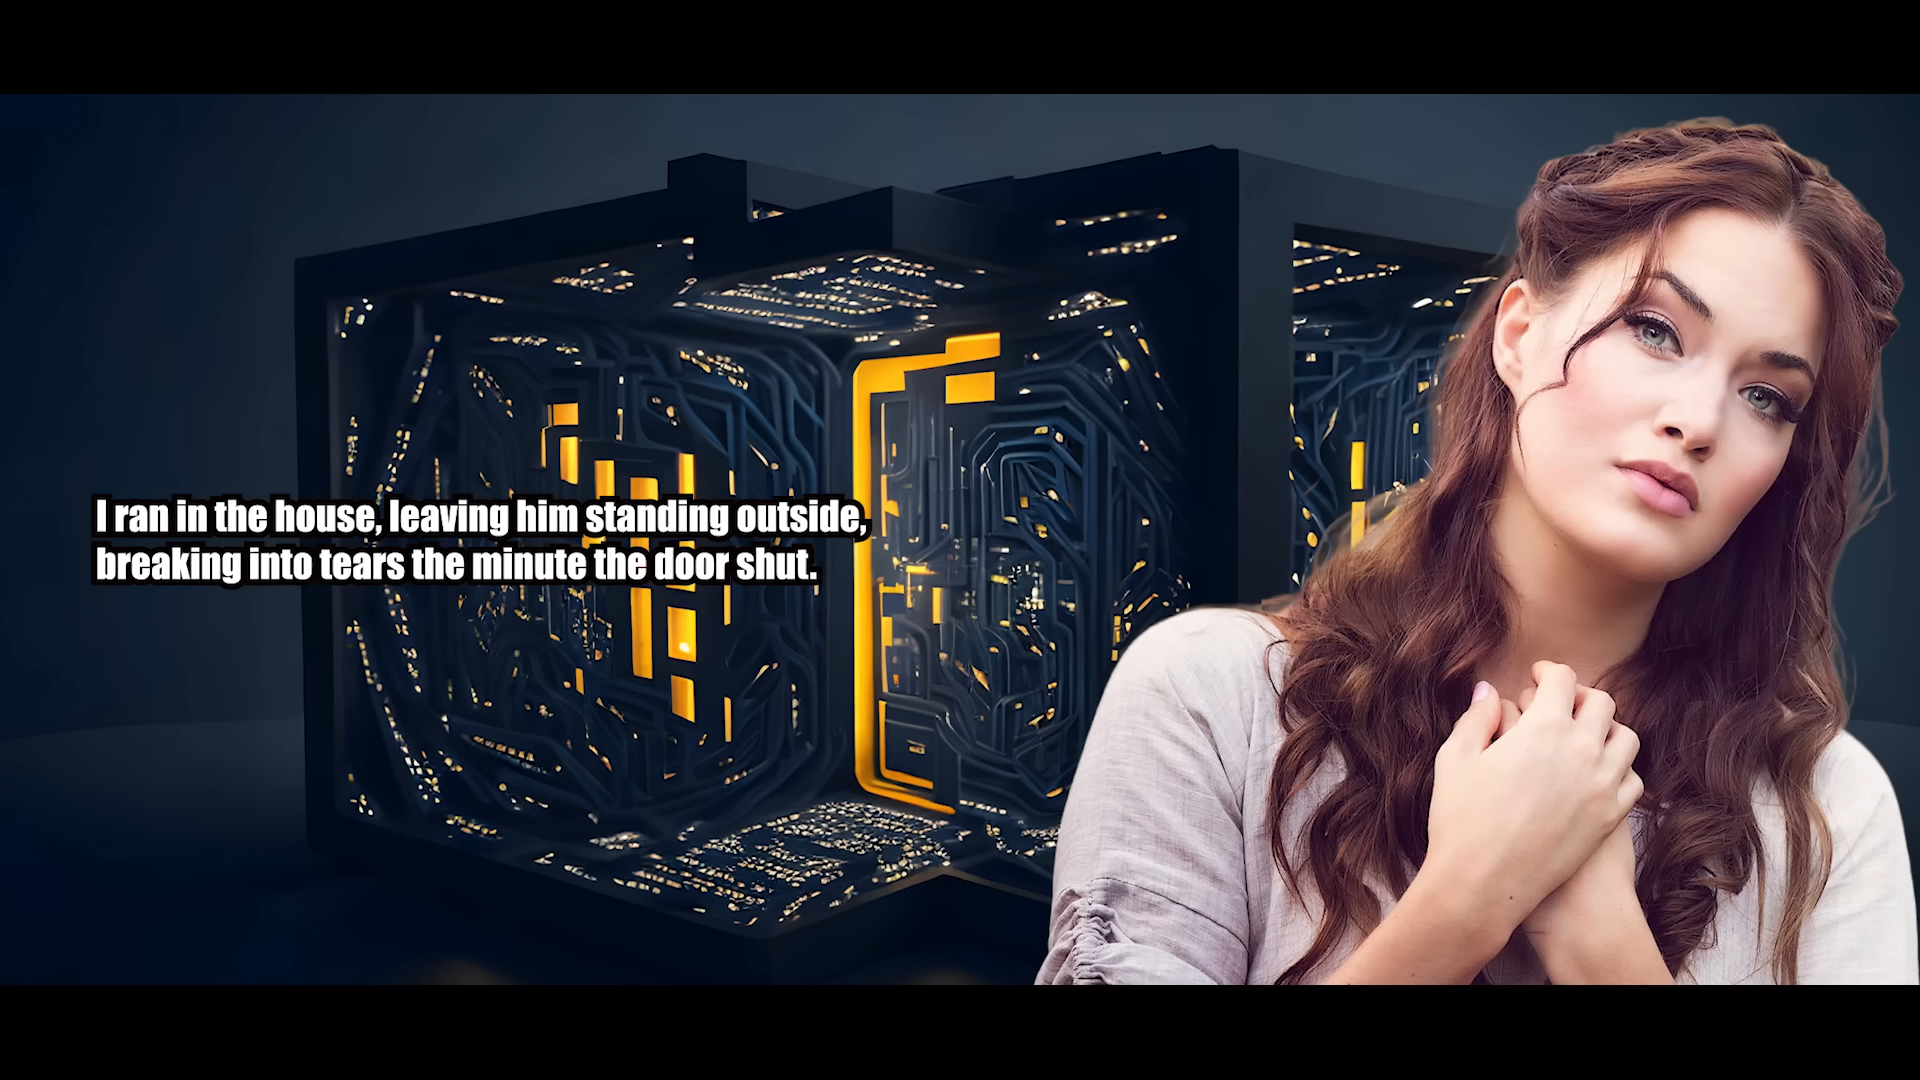 I ran in the house, leaving him standing outside,
breaking into tears the minute the door shut.